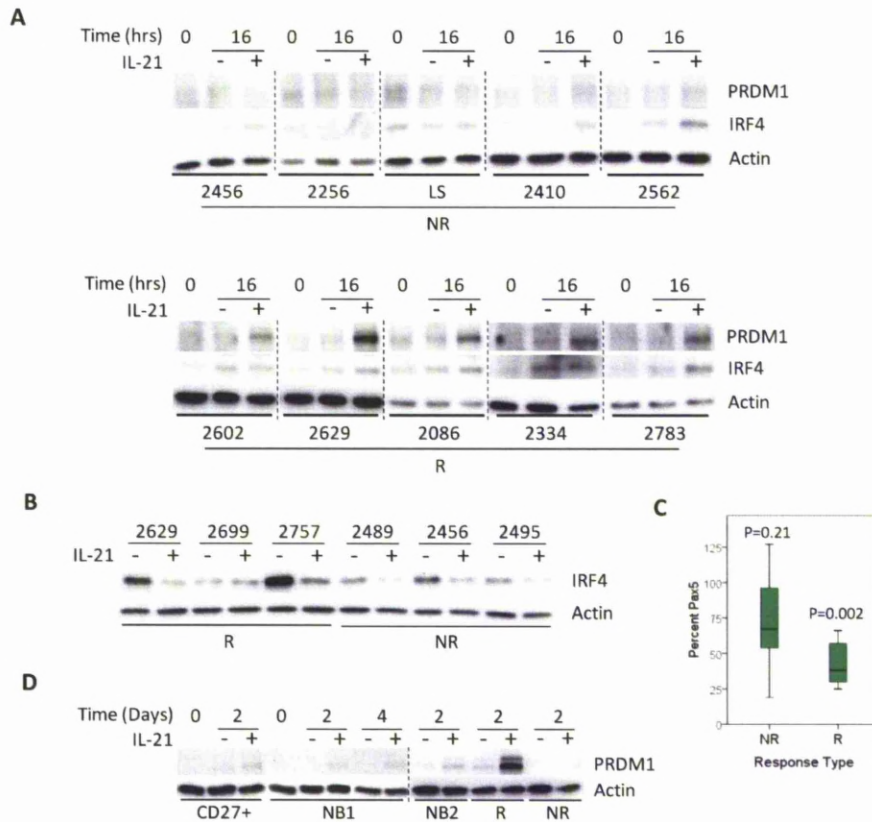 A
Time (hrs) 0 16 0 16 0 16 0 16 0 16
IL-21 - + - + - + - + - +
PRDM1
IRF4
Actin
2456 2256 LS 2410 2562
NR
Time (hrs) 0 16 0 16 0 16 0 16 0 16
IL-21 - + - + - + - + - +
PRDM1
IRF4
Actin
2602 2629 2086 2334 2783
R
B
2629 2699 2757 2489 2456 2495
IL-21 - + - + - + - + - + - +
IRF4
Actin
R NR
C
P=0.21
P=0.002
Percent Pax5
125
100
75
50
25
0
NR R
Response Type
D
Time (Days) 0 2 0 2 4 2 2 2
IL-21 - + - + - + - + - + - +
PRDM1
Actin
CD27+ NB1 NB2 R NR